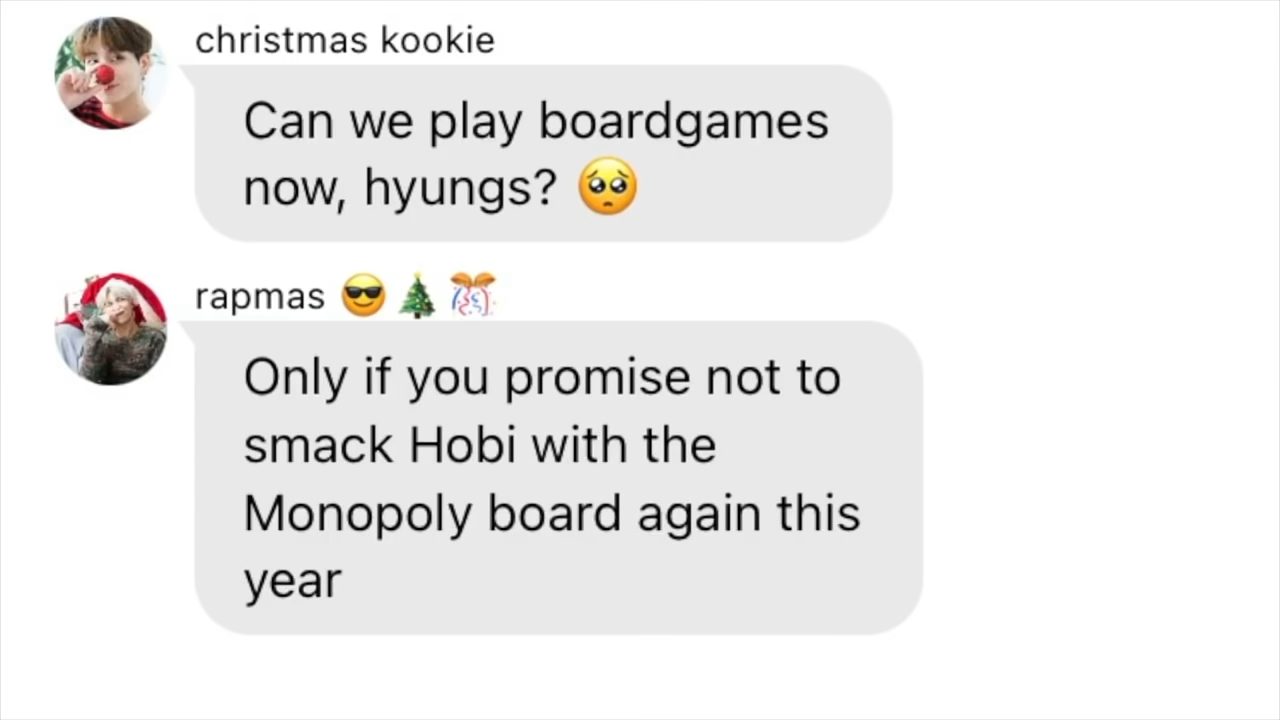 christmas kookie
Can we play boardgames
now, hyungs? 🥺
rapmas 😎🎄🎊
Only if you promise not to
smack Hobi with the
Monopoly board again this
year